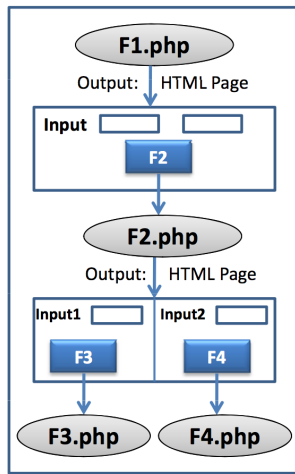 F1.php
Output: HTML Page
Input
F2
F2.php
Output: HTML Page
Input1 Input2
F3 F4
F3.php F4.php